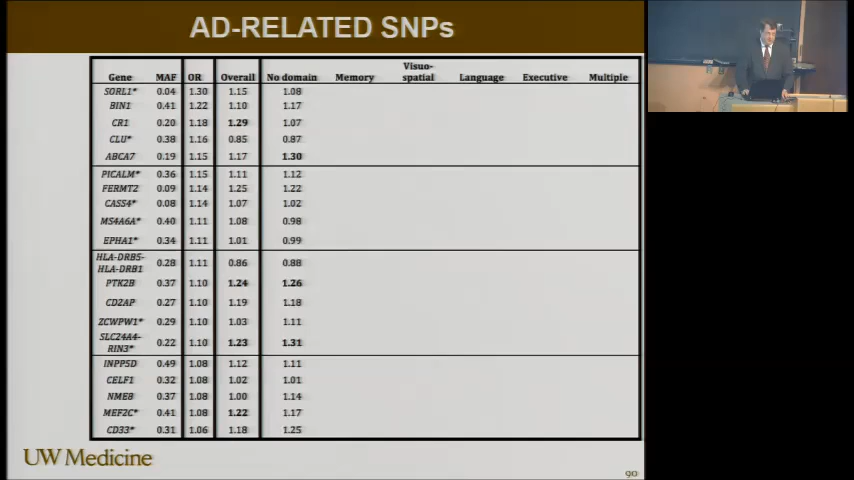 AD-RELATED SNPs
Visuo-
Gene MAF OR Overall No domain Memory spatial Language Executive Multiple
SORL1* 0.04 1.30 1.15 1.08
BIN1 0.41 1.22 1.10 1.17
CR1 0.20 1.18 1.29 1.07
CLU* 0.38 1.16 0.85 0.87
ABCA7 0.19 1.15 1.17 1.30
PICALM* 0.36 1.15 1.11 1.12
FERMT2 0.09 1.14 1.25 1.22
CASS4* 0.08 1.14 1.07 1.02
MS4A6A* 0.40 1.11 1.08 0.98
EPHA1* 0.34 1.11 1.01 0.99
HLA-DRB5-
HLA-DRB1 0.28 1.11 0.86 0.88
PTK2B 0.37 1.10 1.24 1.26
CD2AP 0.27 1.10 1.19 1.18
ZCWPW1* 0.29 1.10 1.03 1.11
SLC24A4-
RIN3* 0.22 1.10 1.23 1.31
INPP5D 0.49 1.08 1.12 1.11
CELF1 0.32 1.08 1.02 1.01
NME8 0.37 1.08 1.00 1.14
MEF2C* 0.41 1.08 1.22 1.17
CD33* 0.31 1.06 1.18 1.25
UW Medicine
90